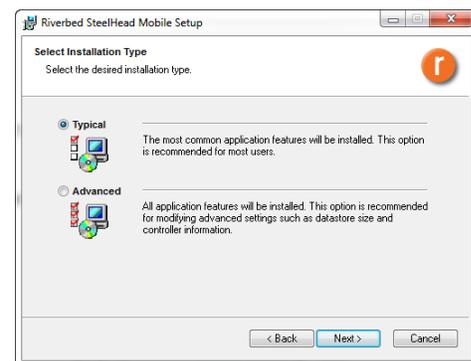 Riverbed SteelHead Mobile Setup
Select Installation Type
Select the desired installation type.
r
Typical
The most common application features will be installed. This option
is recommended for most users.
Advanced
All application features will be installed. This option is recommended
for modifying advanced settings such as datastore size and
controller information.
< Back
Next >
Cancel